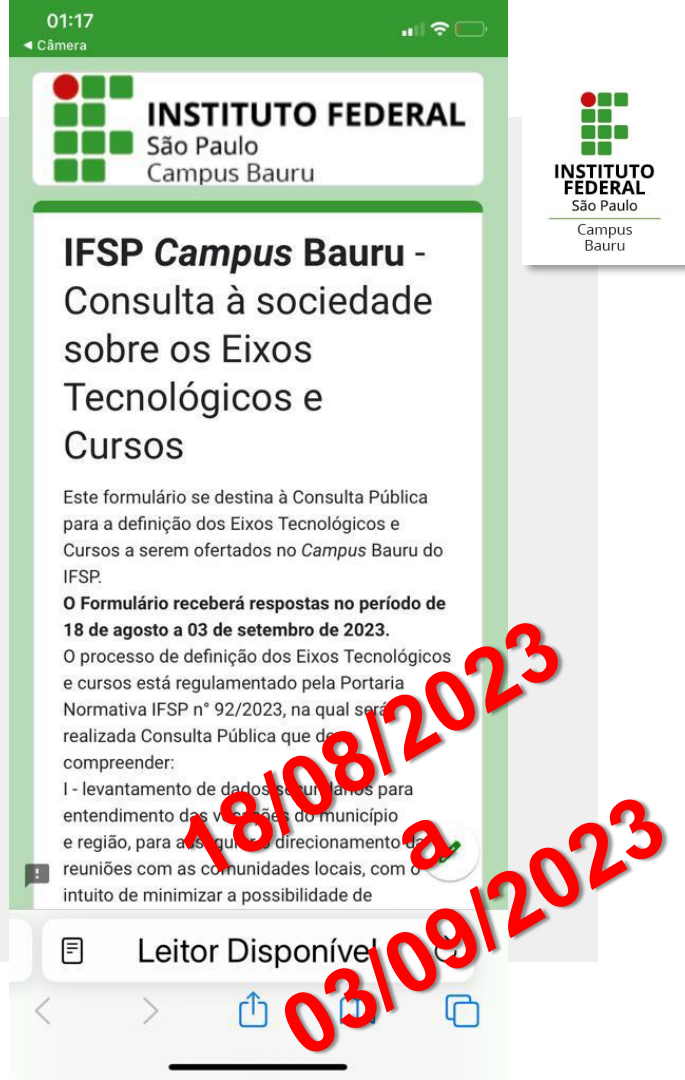 01:17
Câmera
INSTITUTO FEDERAL
São Paulo
Campus Bauru
INSTITUTO
FEDERAL
São Paulo
Campus
Bauru
IFSP Campus Bauru -
Consulta à sociedade
sobre os Eixos
Tecnológicos e
Cursos
Este formulário se destina à Consulta Pública
para a definição dos Eixos Tecnológicos e
Cursos a serem ofertados no Campus Bauru do
IFSP.
O Formulário receberá respostas no período de
18 de agosto a 03 de setembro de 2023.
O processo de definição dos Eixos Tecnológicos
e cursos está regulamentado pela Portaria
Normativa IFSP n° 92/2023, na qual será
realizada Consulta Pública que
compreender:
I - levantamento de dados secundários para
entendimento das vocações do município
e região, para direcionamento
reuniões com as comunidades locais, com o
intuito de minimizar a possibilidade de
18/08/2023
a
03/09/2023
Leitor Disponível